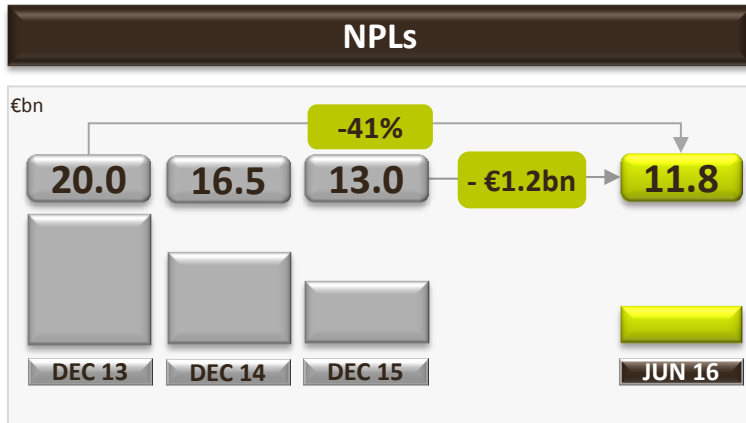 NPLs
€bn
-41%
20.0 16.5 13.0 - €1.2bn 11.8
DEC 13 DEC 14 DEC 15 JUN 16